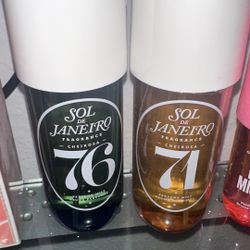 SOL
DE
JANEIRO
FRAGRANCE
CHEIROSA
76
SOL
DE
JANEIRO
FRAGRANCE
CHEIROSA
71